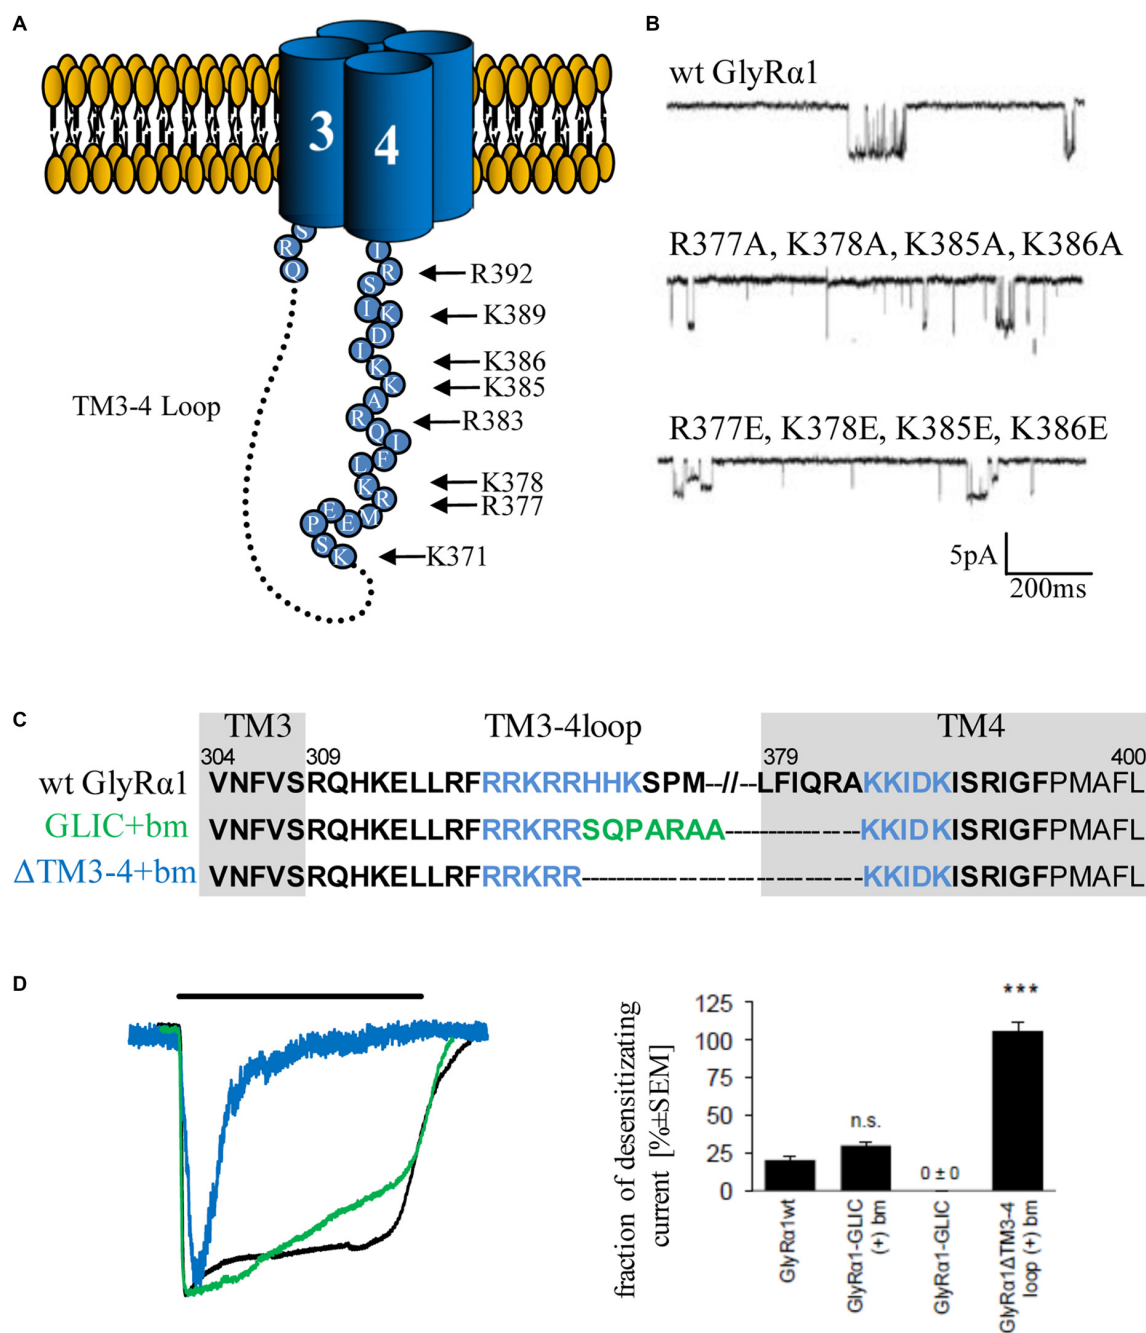 A
3
4
S
R
Q
I
R
S
I
K
D
I
K
K
A
R
Q
I
F
L
K
R
M
E
E
P
S
K
R392
K389
K386
K385
R383
K378
R377
K371
TM3-4 Loop
B
wt GlyRα1
R377A, K378A, K385A, K386A
R377E, K378E, K385E, K386E
5pA
200ms
C
TM3 TM3-4loop TM4
304 309 379 400
wt GlyRα1 VNFVSRQHKELLRFRRKRRHHKSPM--//--LFIQRAKKIDKISRIGFPMAFL
GLIC+bm VNFVSRQHKELLRFRRKRRSQPARAA--------------KKIDKISRIGFPMAFL
ΔTM3-4+bm VNFVSRQHKELLRFRRKRR----------------------------KKIDKISRIGFPMAFL
D
fraction of desensitizating
current [%±SEM]
125
100
75
50
25
0
n.s.
0 ± 0
***
GlyRα1wt
GlyRα1-GLIC
(+) bm
GlyRα1-GLIC
GlyRα1ΔTM3-4
loop (+) bm